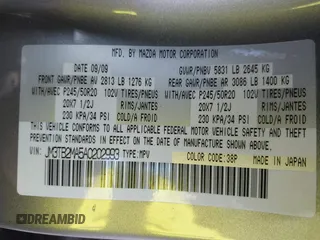 MFD. BY MAZDA MOTOR CORPORATION
DATE 09/09 GVWR/PNBV 5831 LB 2645 KG
FRONT GAWR/PNBE AV 2813 LB 1276 KG REAR GAWR/PNBE AR 3086 LB 1400 KG
WITH/AVEC P245/50R20 102V TIRES/PNEUS WITH/AVEC P245/50R20 102V TIRES/PNEUS
20X7 1/2J RIMS/JANTES 20X7 1/2J RIMS/JANTES
230 KPA/34 PSI COLD/A FROID 230 KPA/34 PSI COLD/A FROID
THIS VEHICLE CONFORMS TO ALL APPLICABLE FEDERAL MOTOR VEHICLE SAFETY, BUMPER AND THEFT
PREVENTION STANDARDS IN EFFECT ON THE DATE OF MANUFACTURE SHOWN ABOVE.
TYPE:MPV COLOR CODE:38P MADE IN JAPAN
DREAMBID